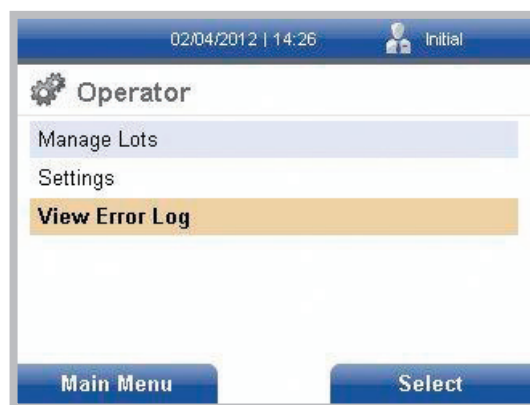 02/04/2012 | 14:26 Initial
Operator
Manage Lots
Settings
View Error Log
Main Menu Select